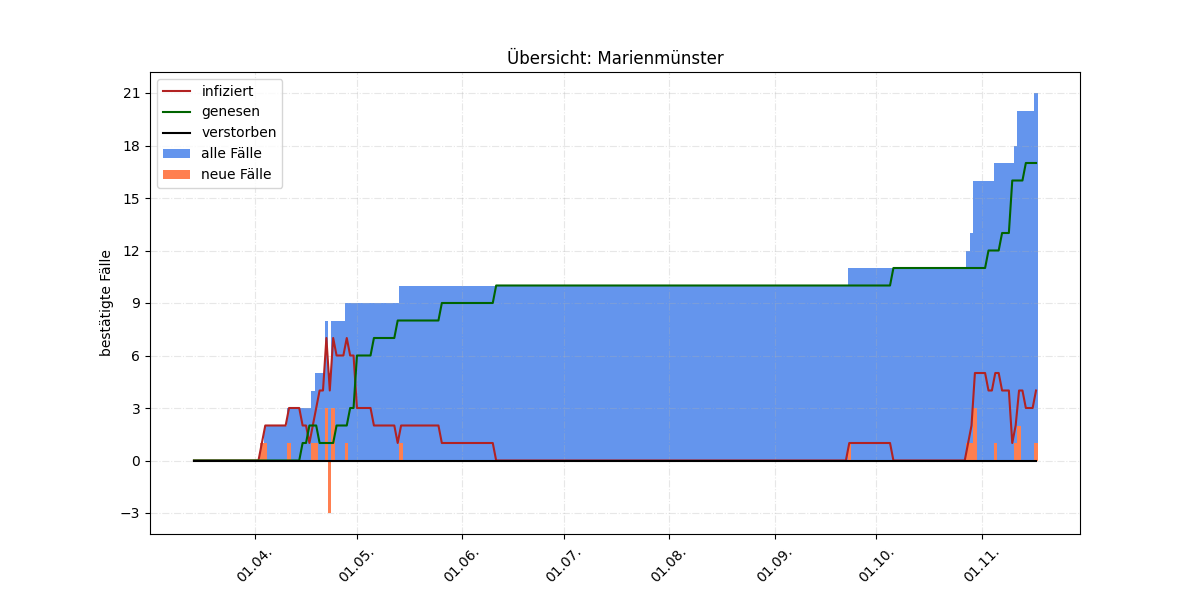 Übersicht: Marienmünster
infiziert
genesen
verstorben
alle Fälle
neue Fälle
bestätigte Fälle
21
18
15
12
9
6
3
0
−3
01.04.
01.05.
01.06.
01.07.
01.08.
01.09.
01.10.
01.11.